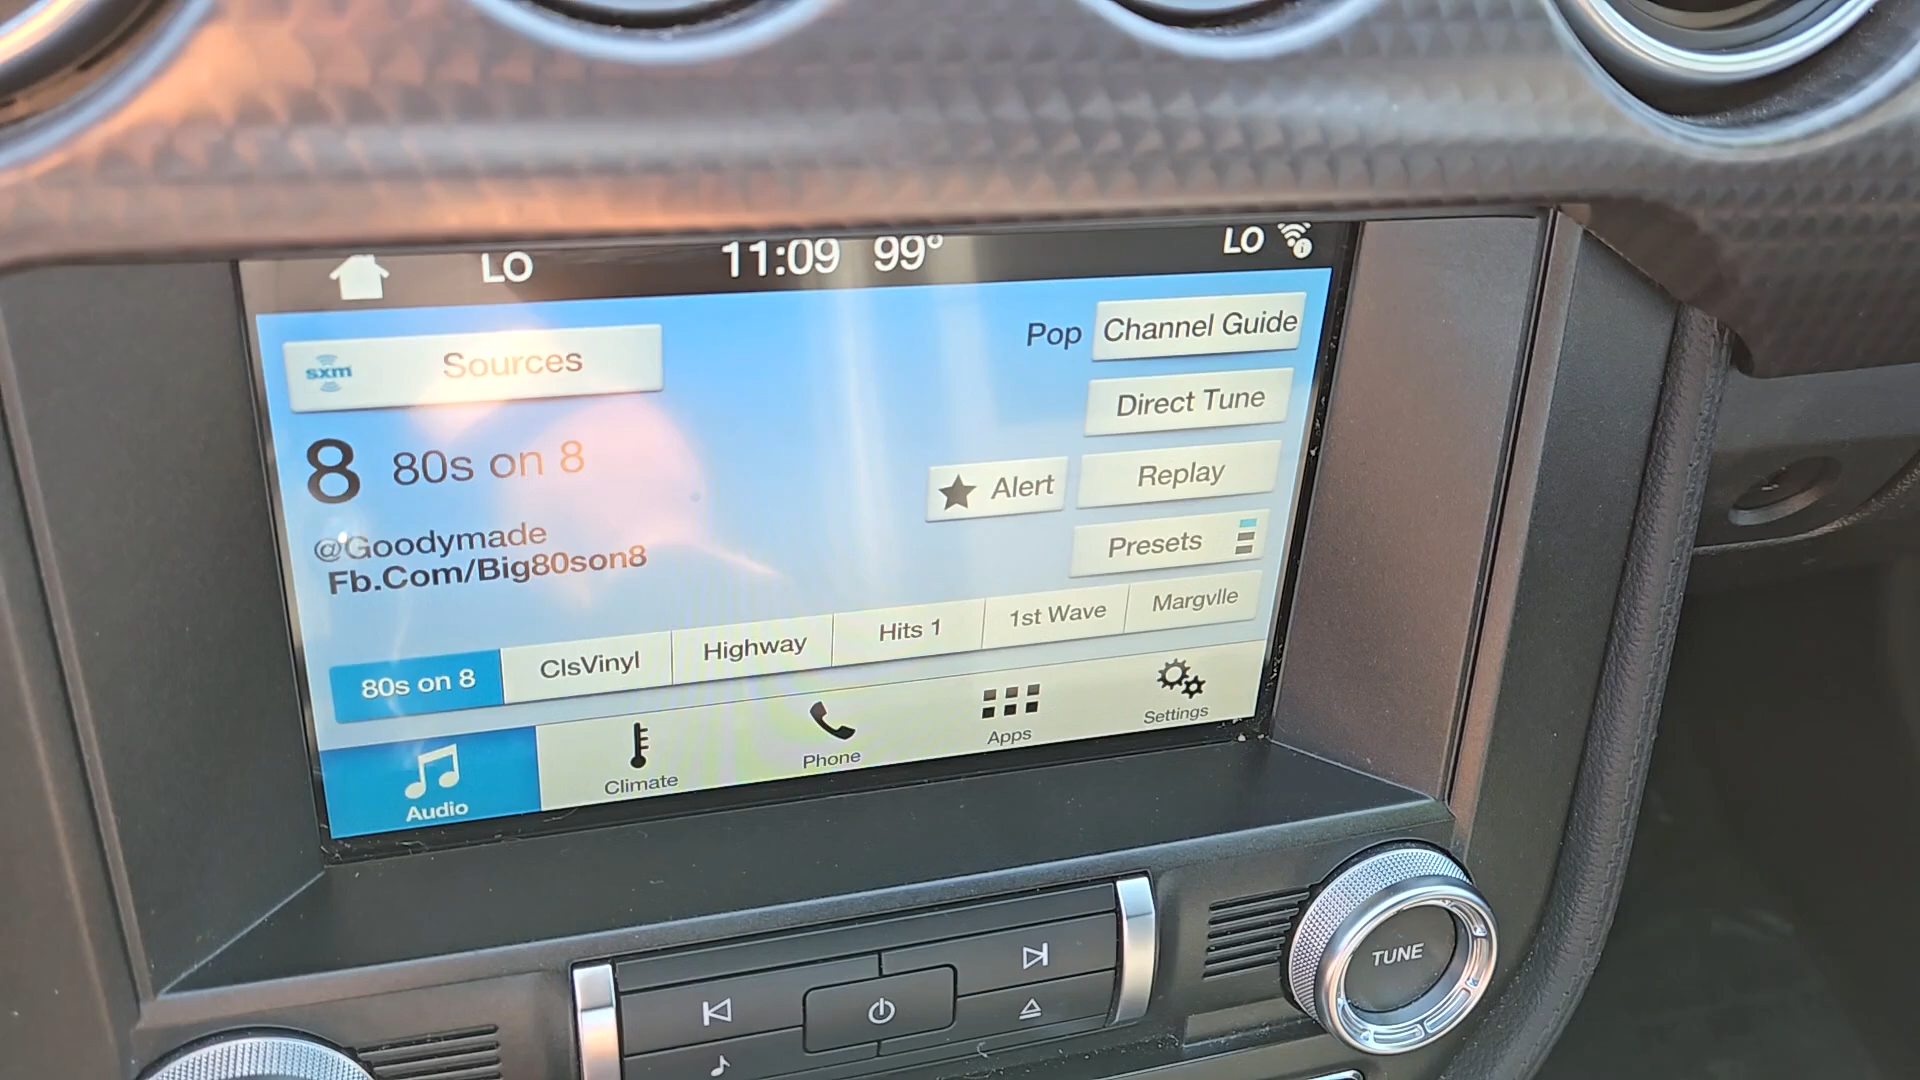 LO 11:09 99° LO
sxm Sources
Pop Channel Guide
Direct Tune
8 80s on 8
Alert Replay
@Goodymade
Fb.Com/Big80son8
Presets
80s on 8 ClsVinyl Highway Hits 1 1st Wave Margvlle
Audio Climate Phone Apps Settings
TUNE